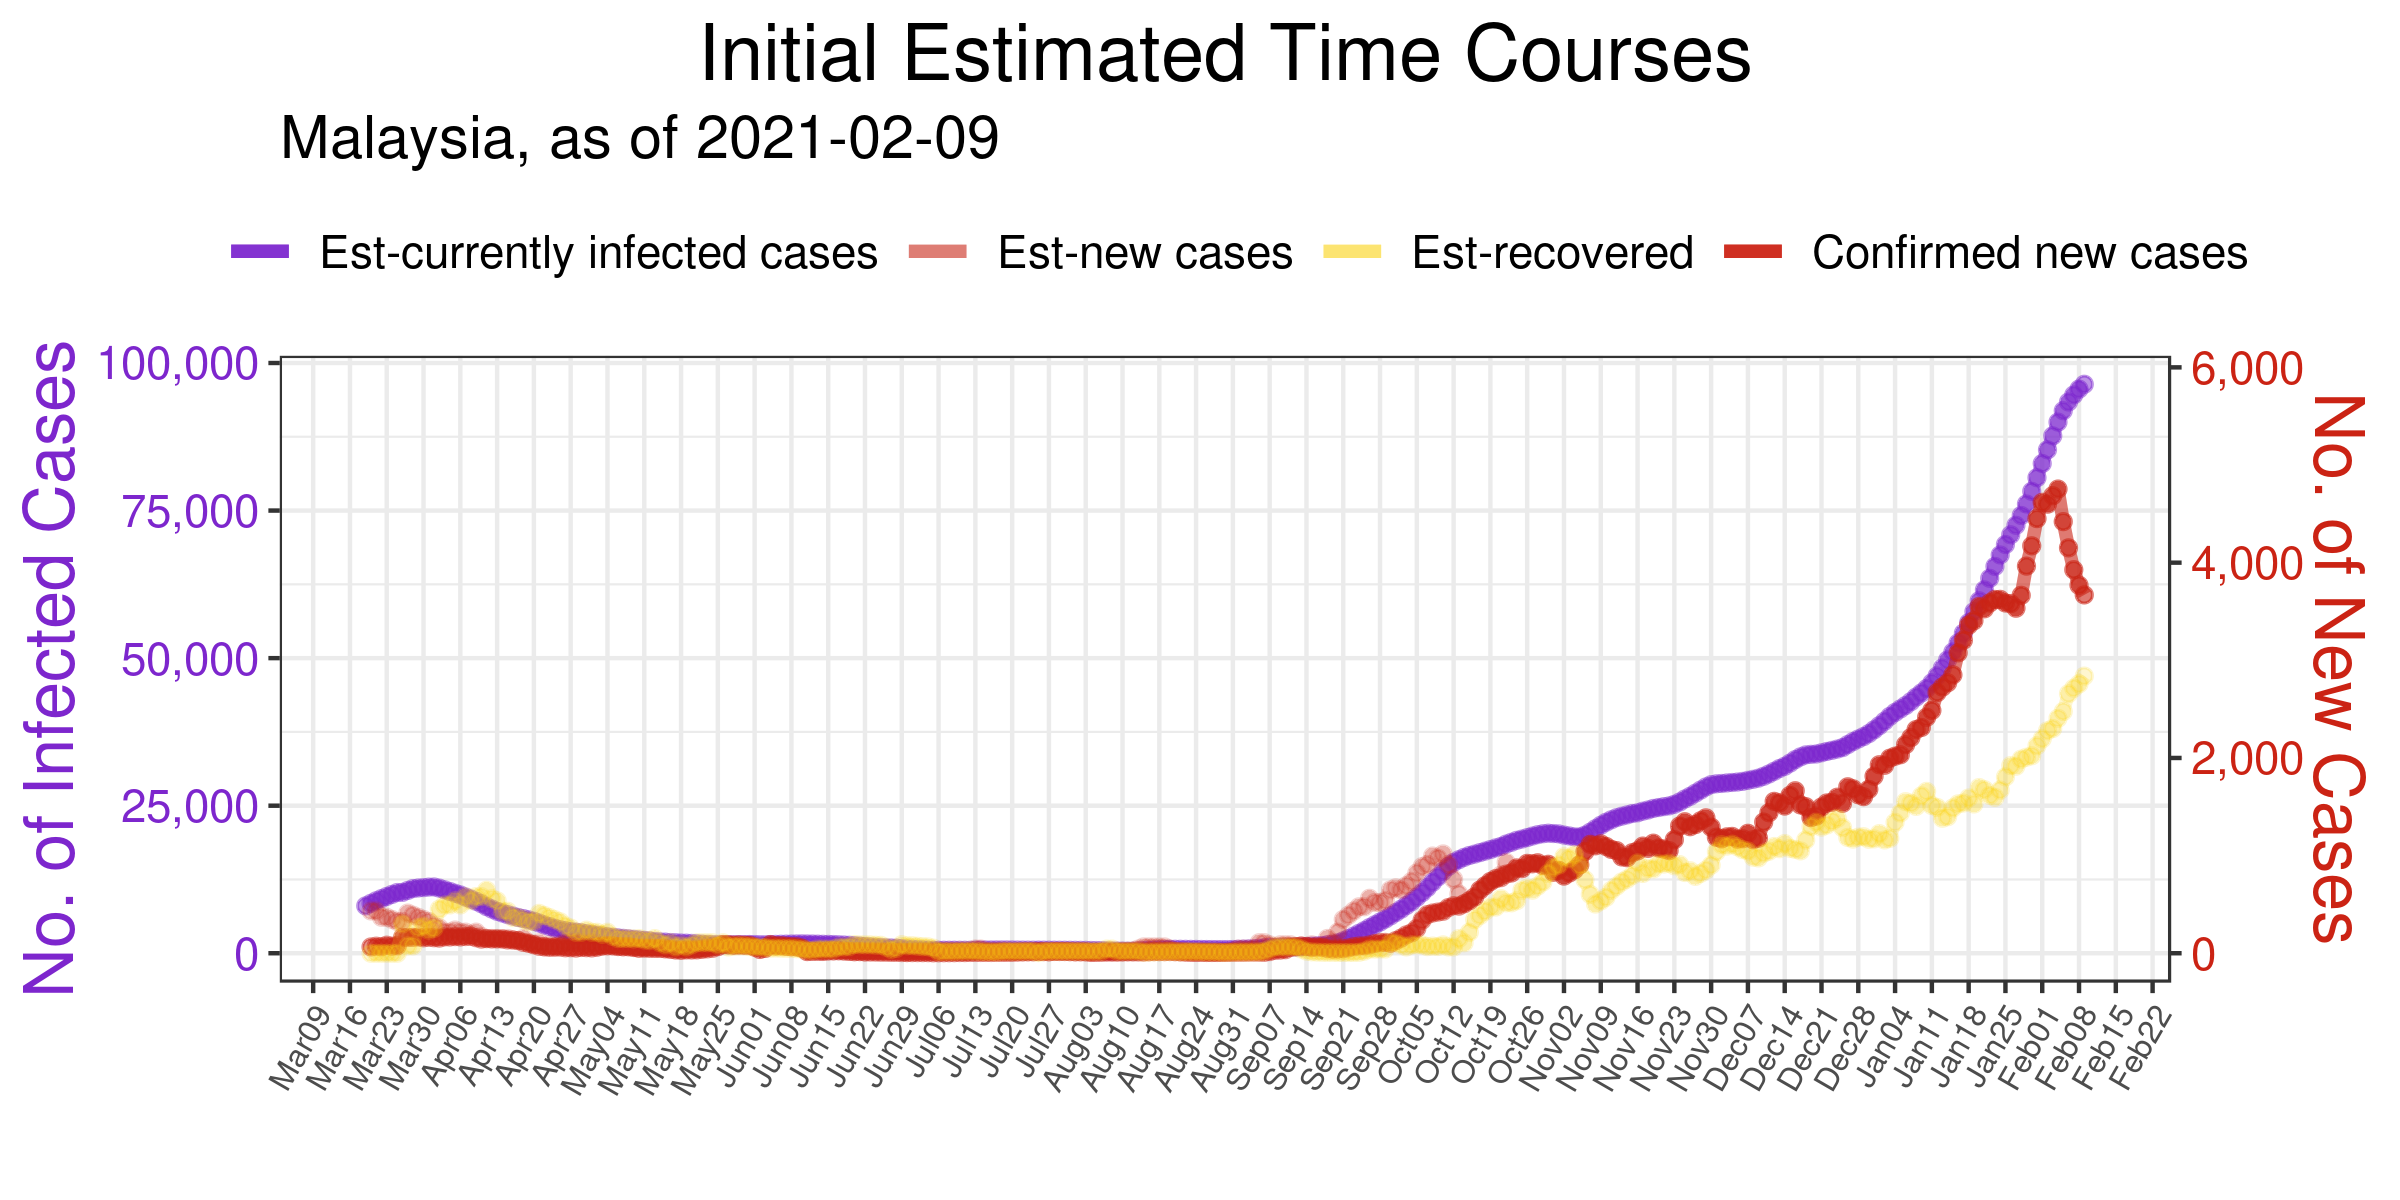 Initial Estimated Time Courses
Malaysia, as of 2021-02-09
Est-currently infected cases Est-new cases Est-recovered Confirmed new cases
No. of Infected Cases
100,000
75,000
50,000
25,000
0
6,000
4,000
2,000
0
No. of New Cases
Mar09 Mar16 Mar23 Mar30 Apr06 Apr13 Apr20 Apr27 May04 May11 May18 May25 Jun01 Jun08 Jun15 Jun22 Jun29 Jul06 Jul13 Jul20 Jul27 Aug03 Aug10 Aug17 Aug24 Aug31 Sep07 Sep14 Sep21 Sep28 Oct05 Oct12 Oct19 Oct26 Nov02 Nov09 Nov16 Nov23 Nov30 Dec07 Dec14 Dec21 Dec28 Jan04 Jan11 Jan18 Jan25 Feb01 Feb08 Feb15 Feb22